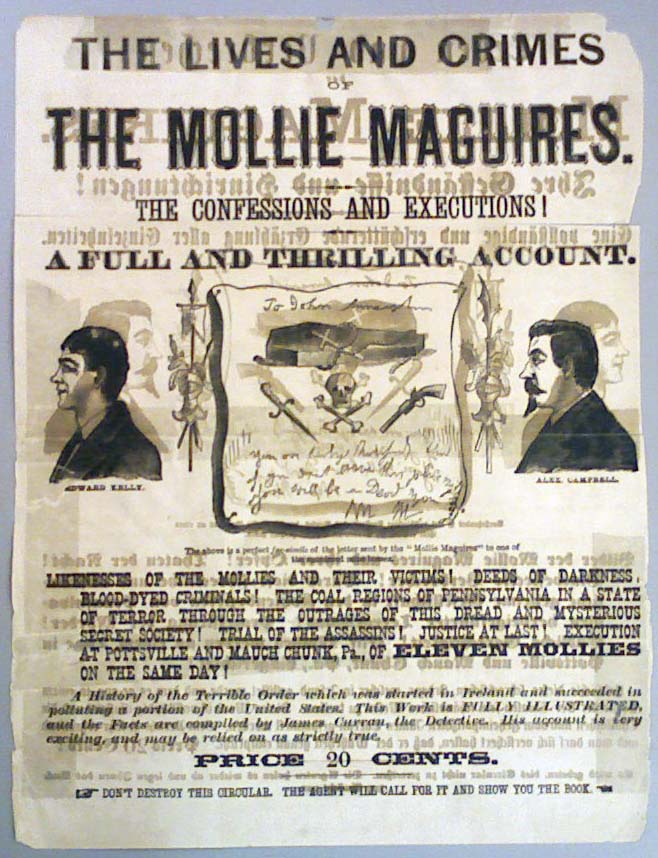 THE LIVES AND CRIMES
OF
THE MOLLIE MAGUIRES.
THE CONFESSIONS AND EXECUTIONS!
A FULL AND THRILLING ACCOUNT.
To John
You are
if you don't
you will be a Dead
M M
EDWARD KELLY.
ALEX. CAMPBELL.
The above is a perfect fac-simile of the letter sent by the "Mollie Maguires" to one of
LIKENESSES OF THE MOLLIES AND THEIR VICTIMS! DEEDS OF DARKNESS.
BLOOD-DYED CRIMINALS! THE COAL REGIONS OF PENNSYLVANIA IN A STATE
OF TERROR THROUGH THE OUTRAGES OF THIS DREAD AND MYSTERIOUS
SECRET SOCIETY! TRIAL OF THE ASSASSINS! JUSTICE AT LAST! EXECUTION
AT POTTSVILLE AND MAUCH CHUNK, Pa., OF ELEVEN MOLLIES
ON THE SAME DAY!
A History of the Terrible Order which was started in Ireland and succeeded in
polluting a portion of the United States. This Work is FULLY ILLUSTRATED,
and the Facts are compiled by James Curran, the Detective. His account is very
exciting, and may be relied on as strictly true.
PRICE 20 CENTS.
DON'T DESTROY THIS CIRCULAR. THE AGENT WILL CALL FOR IT AND SHOW YOU THE BOOK.